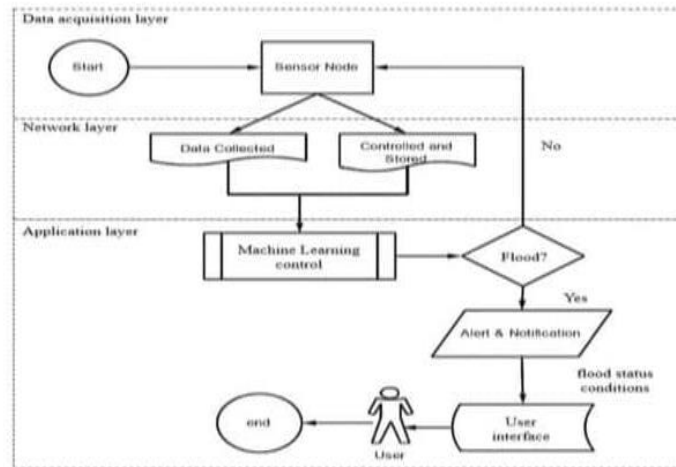 Data acquisition layer
Start
Sensor Node
Network layer
Data Collected
Controlled and
Stored
No
Application layer
Machine Learning
control
Flood?
Yes
Alert & Notification
flood status
conditions
end
User
User
interface